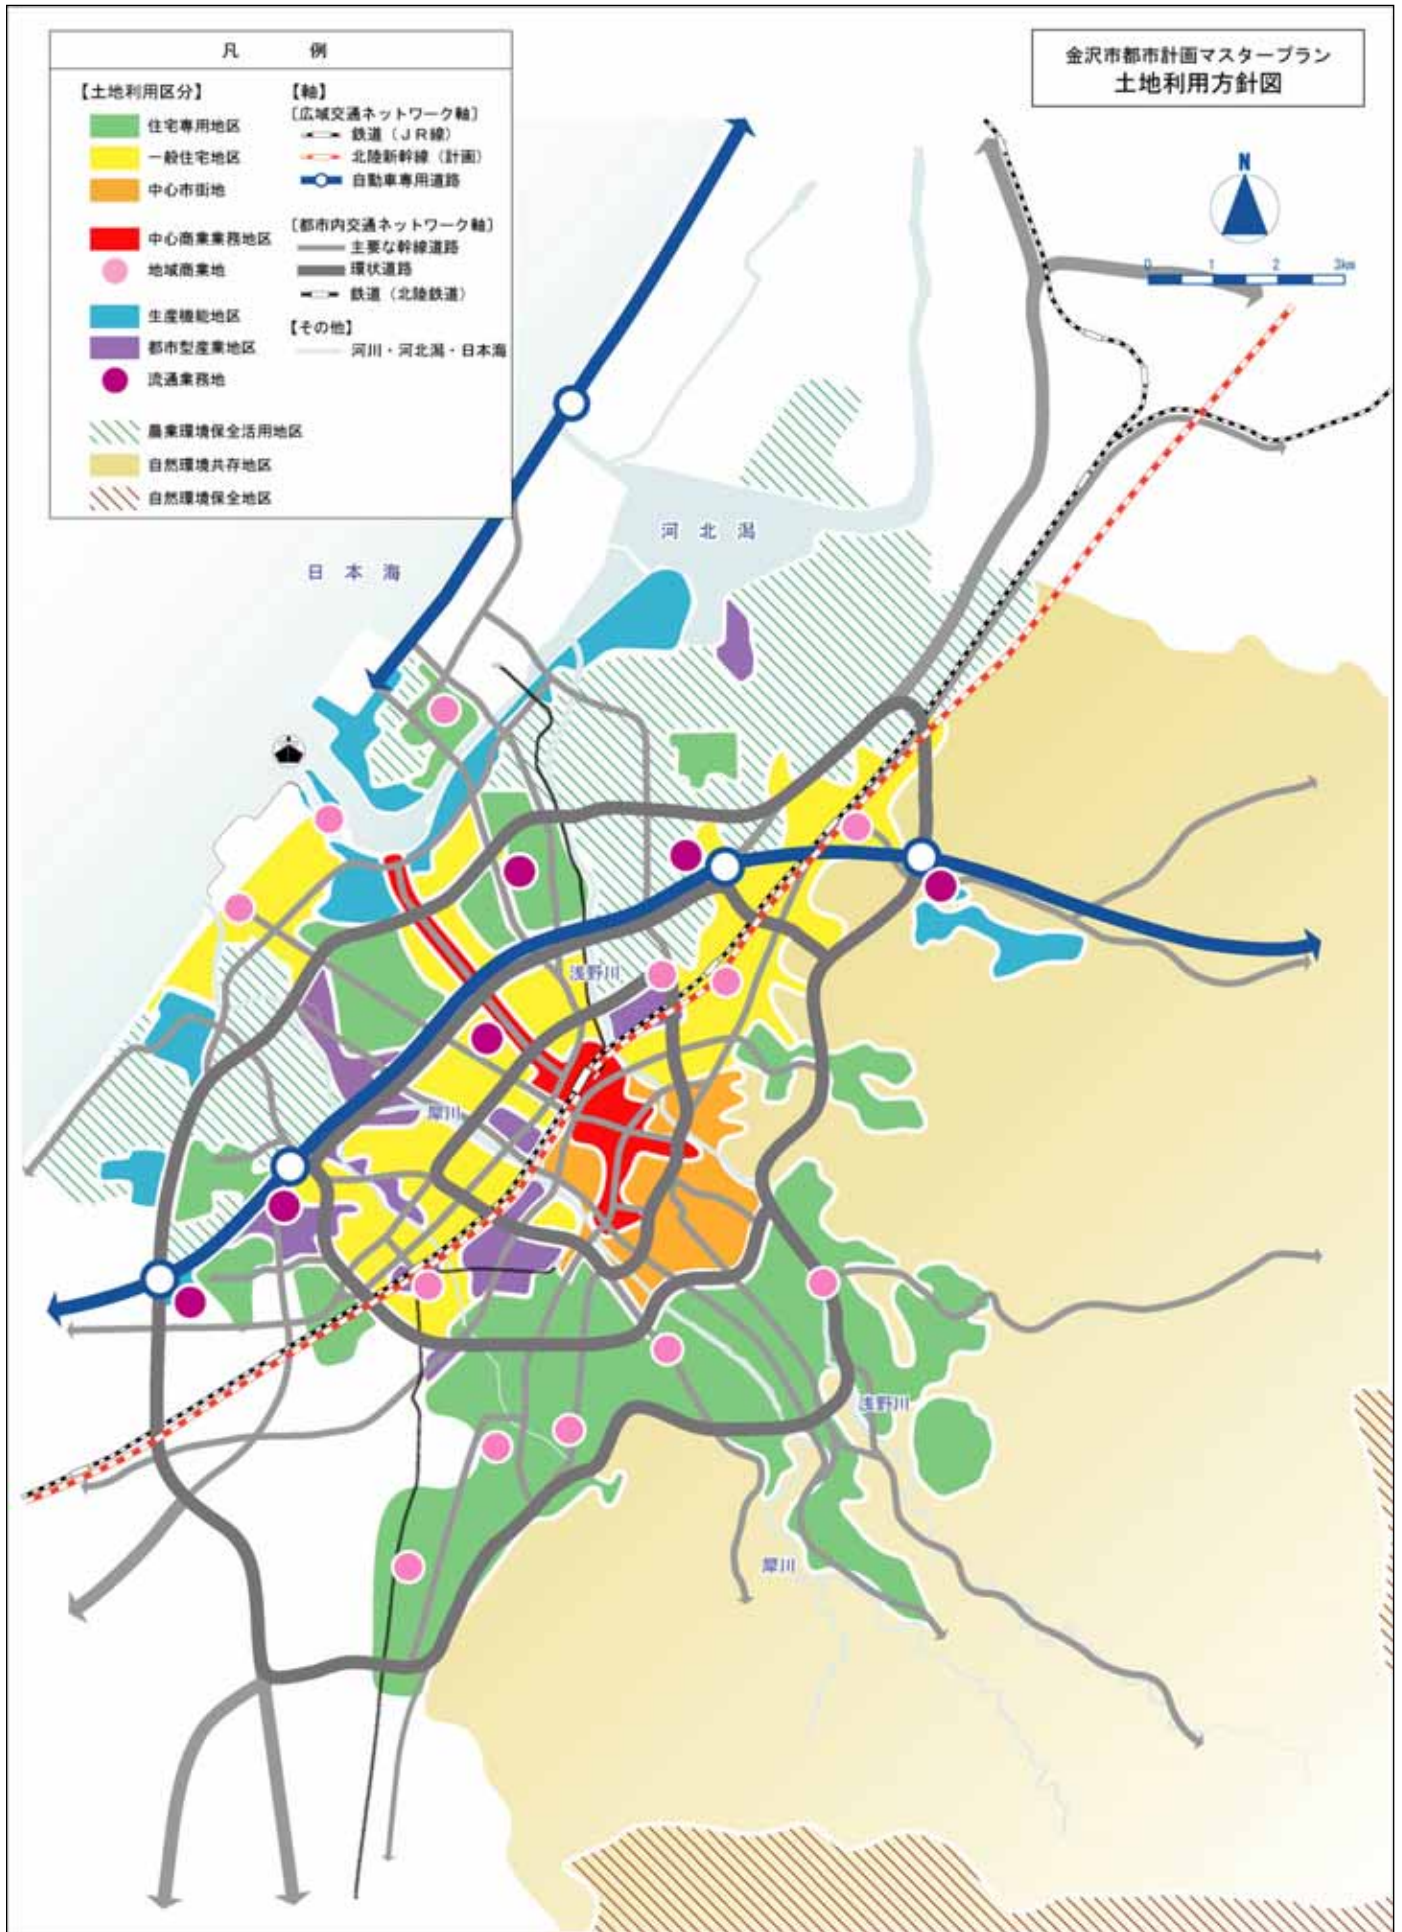 凡 例
【土地利用区分】
住宅専用地区
一般住宅地区
中心市街地
中心商業業務地区
地域商業地
生産機能地区
都市型産業地区
流通業務地
農業環境保全活用地区
自然環境共存地区
自然環境保全地区
【軸】
〔広域交通ネットワーク軸〕
鉄道(JR線)
北陸新幹線(計画)
自動車専用道路
〔都市内交通ネットワーク軸〕
主要な幹線道路
環状道路
鉄道(北陸鉄道)
【その他】
河川・河北潟・日本海
金沢市都市計画マスタープラン
土地利用方針図
N
0 1 2 3km
河北潟
日本海
浅野川
犀川
浅野川
犀川